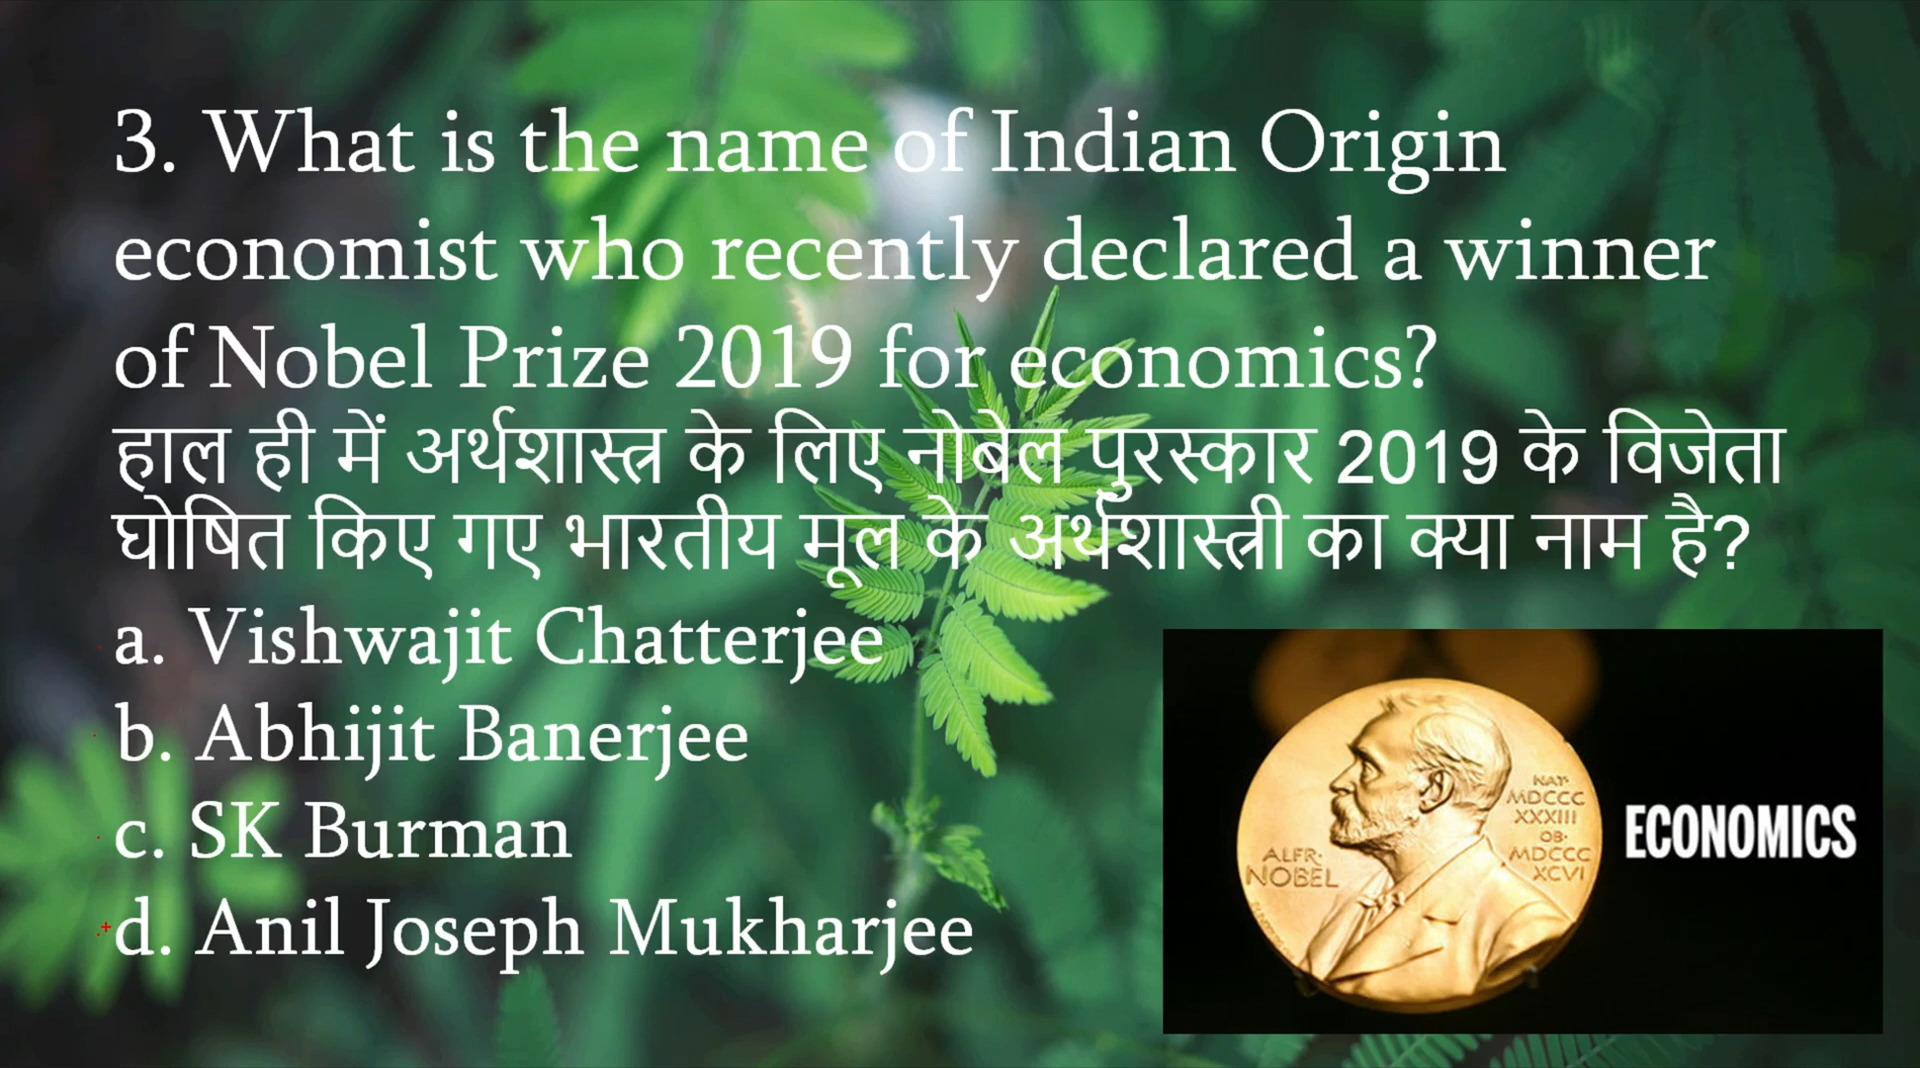 3. What is the name of Indian Origin
economist who recently declared a winner
of Nobel Prize 2019 for economics?
हाल ही में अर्थशास्त्र के लिए नोबेल पुरस्कार 2019 के विजेता
घोषित किए गए भारतीय मूल के अर्थशास्त्री का क्या नाम है?
a. Vishwajit Chatterjee
b. Abhijit Banerjee
c. SK Burman
d. Anil Joseph Mukharjee
ALFR·
NOBEL
NAT·
MDCCC
XXXIII
OB·
MDCCC
XCVI
ECONOMICS